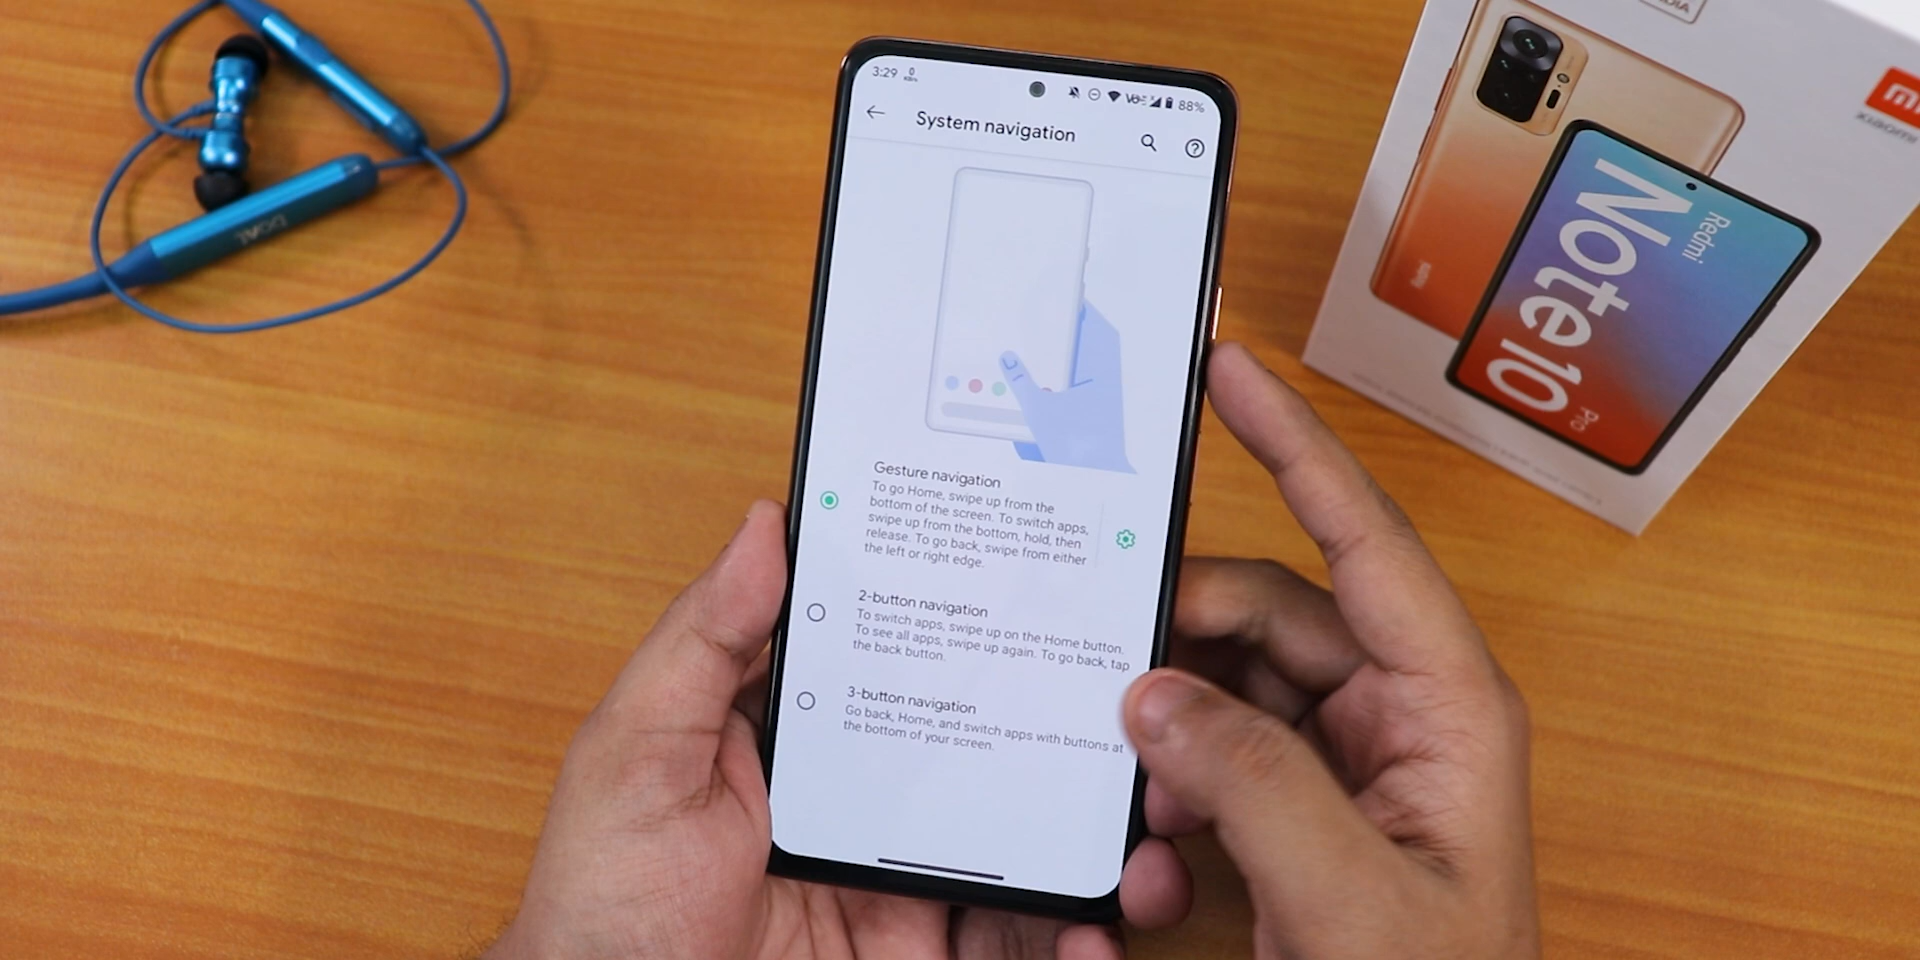 3:29
0
KB/s
88%
System navigation
Gesture navigation
To go Home, swipe up from the
bottom of the screen. To switch apps,
swipe up from the bottom, hold, then
release. To go back, swipe from either
the left or right edge.
2-button navigation
To switch apps, swipe up on the Home button.
To see all apps, swipe up again. To go back, tap
the back button.
3-button navigation
Go back, Home, and switch apps with buttons at
the bottom of your screen.
Redmi
Note 10
Pro
Redmi
xiaomi